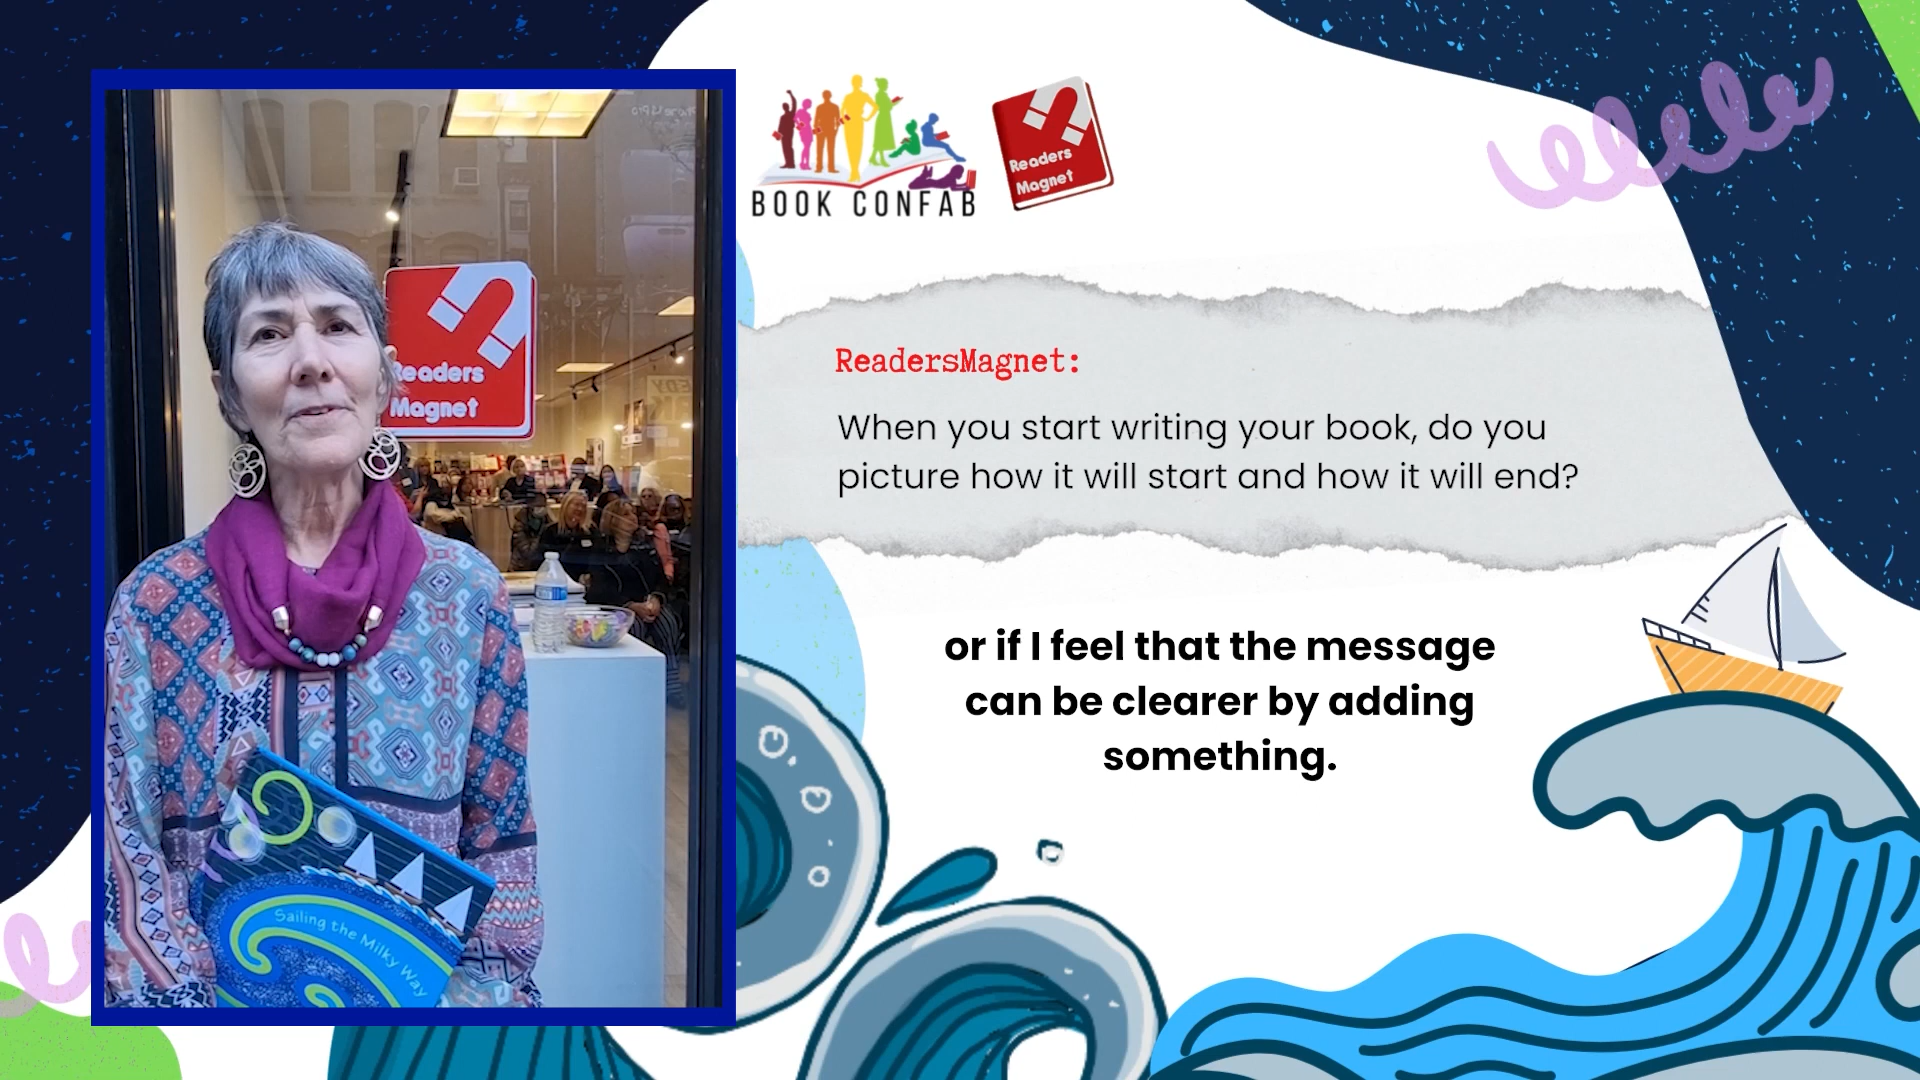 BOOK CONFAB
Readers
Magnet
Readers
Magnet
ReadersMagnet:
When you start writing your book, do you
picture how it will start and how it will end?
or if I feel that the message
can be clearer by adding
something.
Sailing the Milky Way